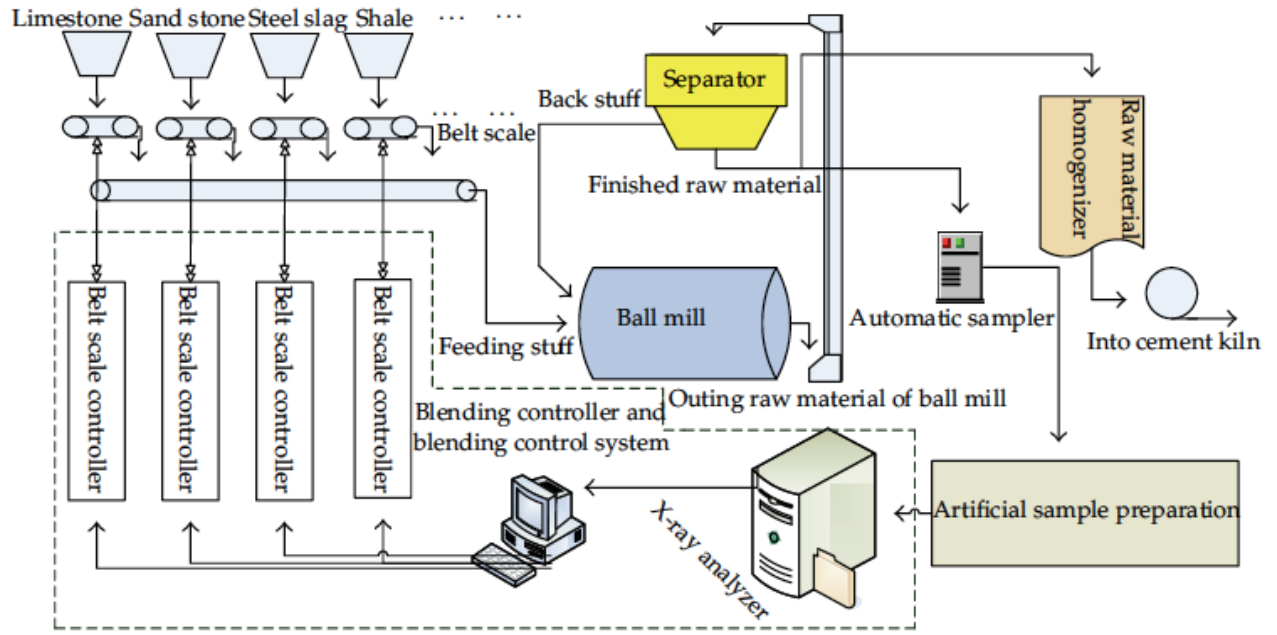 Limestone Sand stone Steel slag Shale ... ...
Separator
Back stuff
... ...
Belt scale
Raw material
homogenizer
Finished raw material
Belt scale controller
Belt scale controller
Belt scale controller
Belt scale controller
Ball mill
Automatic sampler
Feeding stuff
Into cement kiln
Outing raw material of ball mill
Blending controller and
blending control system
X-ray analyzer
Artificial sample preparation